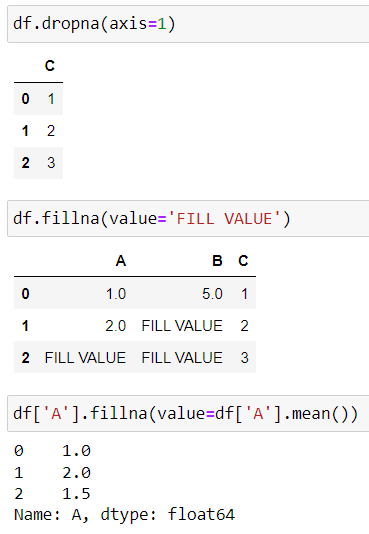 df.dropna(axis=1)
C
0 1
1 2
2 3
df.fillna(value='FILL VALUE')
A B C
0 1.0 5.0 1
1 2.0 FILL VALUE 2
2 FILL VALUE FILL VALUE 3
df['A'].fillna(value=df['A'].mean())
0    1.0
1    2.0
2    1.5
Name: A, dtype: float64